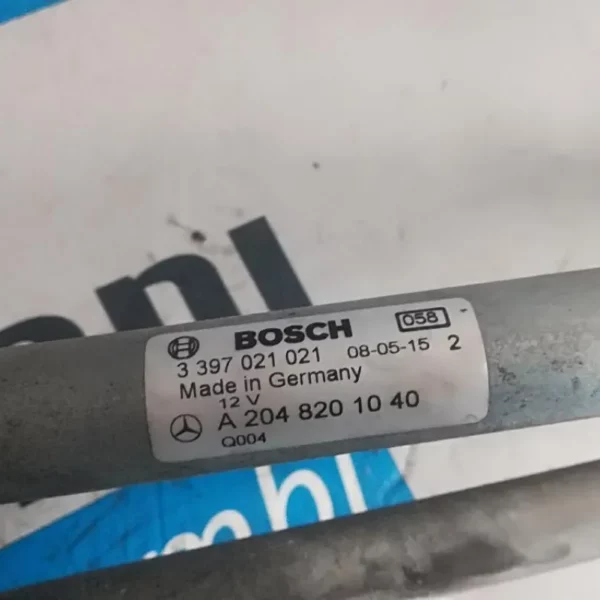 BOSCH 058
3 397 021 021 08-05-15 2
Made in Germany
12 V
A 204 820 10 40
Q004